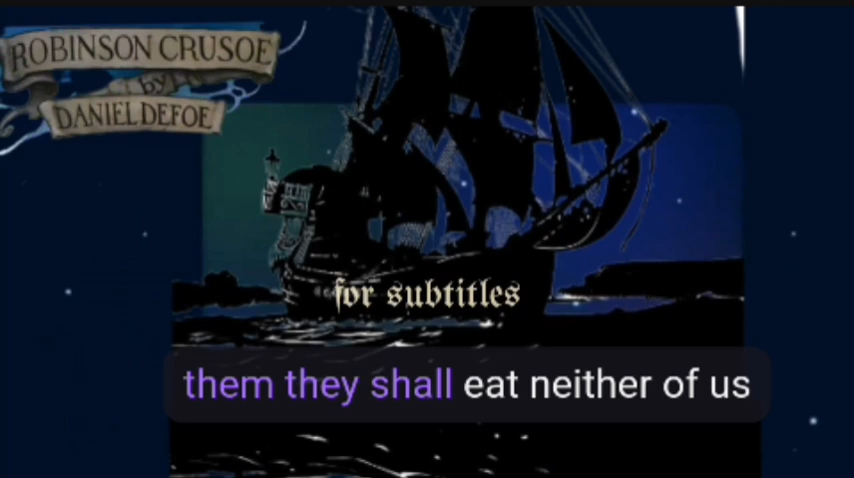 ROBINSON CRUSOE
by
DANIEL DEFOE
for subtitles
them they shall eat neither of us